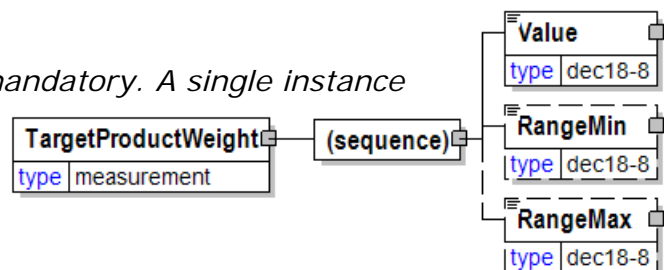 Value
type dec18-8
mandatory. A single instance
RangeMin
TargetProductWeight (sequence)
type dec18-8
type measurement
RangeMax
type dec18-8